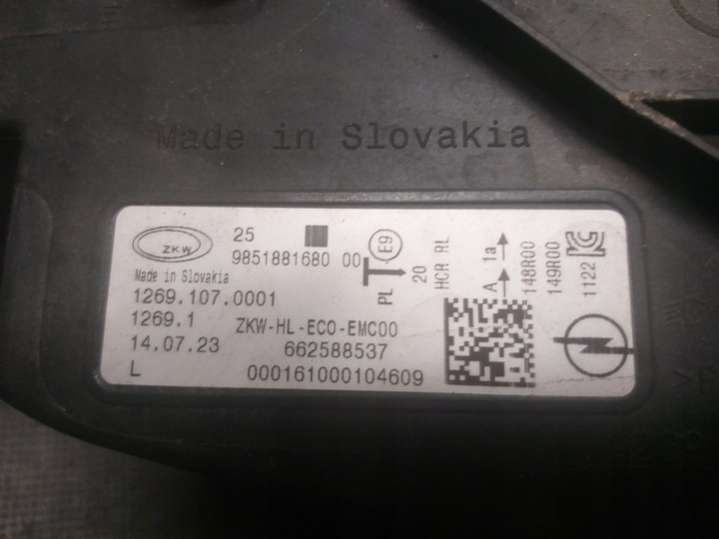 Made in Slovakia
ZKW
25
9851881680 00
Made in Slovakia
1269.107.0001
1269.1
ZKW-HL-ECO-EMC00
14.07.23
662588537
L
000161000104609
E9
PL
20
HCR RL
A
1a
148R00
149R00
1122